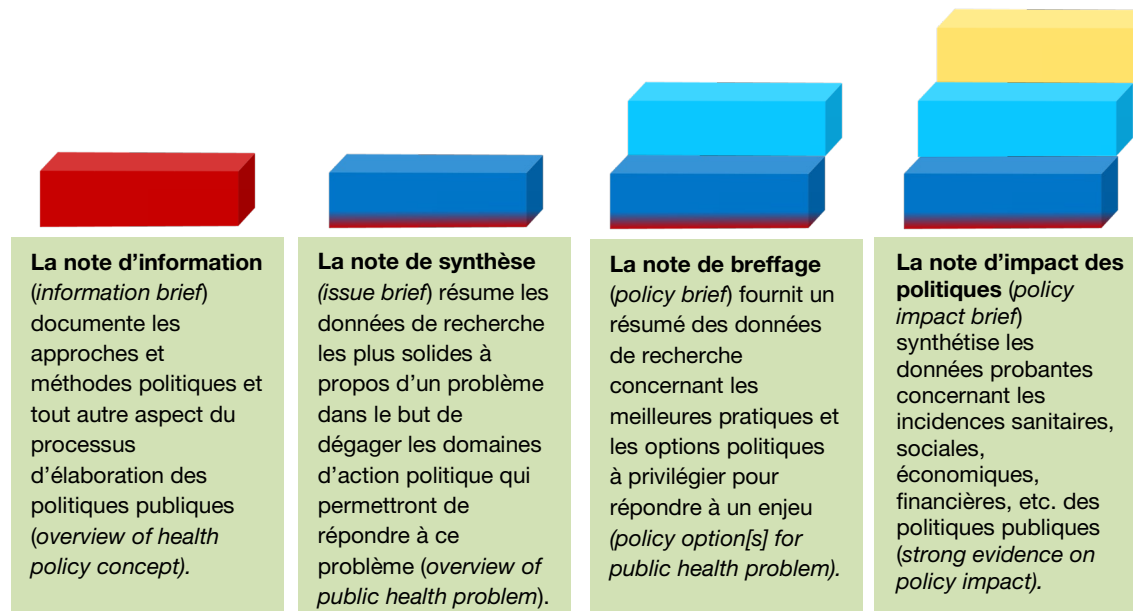 La note d’information
(information brief)
documente les
approches et
méthodes politiques et
tout autre aspect du
processus
d’élaboration des
politiques publiques
(overview of health
policy concept).
La note de synthèse
(issue brief) résume les
données de recherche
les plus solides à
propos d’un problème
dans le but de
dégager les domaines
d’action politique qui
permettront de
répondre à ce
problème (overview of
public health problem).
La note de breffage
(policy brief) fournit un
résumé des données
de recherche
concernant les
meilleures pratiques et
les options politiques
à privilégier pour
répondre à un enjeu
(policy option[s] for
public health problem).
La note d’impact des
politiques (policy
impact brief)
synthétise les
données probantes
concernant les
incidences sanitaires,
sociales,
économiques,
financières, etc. des
politiques publiques
(strong evidence on
policy impact).